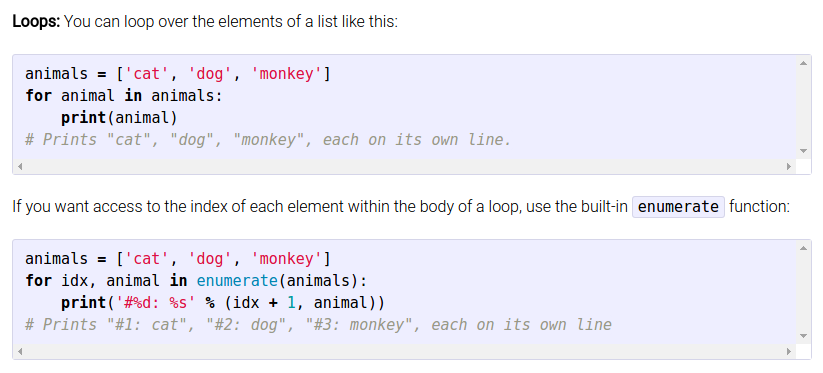 Loops: You can loop over the elements of a list like this:
animals = ['cat', 'dog', 'monkey']
for animal in animals:
    print(animal)
# Prints "cat", "dog", "monkey", each on its own line.
If you want access to the index of each element within the body of a loop, use the built-in enumerate function:
animals = ['cat', 'dog', 'monkey']
for idx, animal in enumerate(animals):
    print('#%d: %s' % (idx + 1, animal))
# Prints "#1: cat", "#2: dog", "#3: monkey", each on its own line